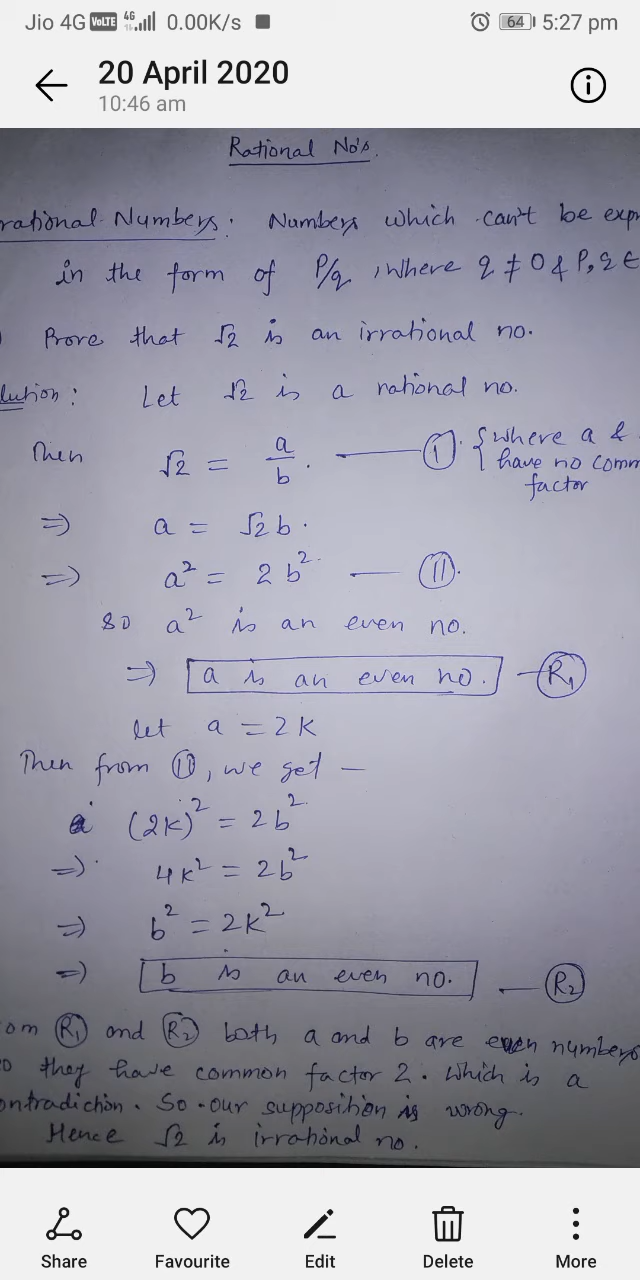 Jio 4G VoLTE 4G 0.00K/s 64 5:27 pm
20 April 2020
10:46 am
Rational No's.
rational Numbers: Numbers which can't be expr
in the form of P/q, where q ≠ 0 & P, q ∈
Prove that √2 is an irrational no.
lution: Let √2 is a rational no.
Then √2 = a/b. — (I) {where a &
have no comm
factor
⇒ a = √2 b.
⇒ a² = 2b² — (II).
so a² is an even no.
⇒ a is an even no. — (R₁)
let a = 2K
Then from (II), we get —
(2K)² = 2b²
⇒ 4K² = 2b²
⇒ b² = 2K²
⇒ b is an even no. — (R₂)
om (R₁) and (R₂) both a and b are even numbers
o they have common factor 2. Which is a
ontradiction. So our supposition is wrong.
Hence √2 is irrational no.
Share Favourite Edit Delete More